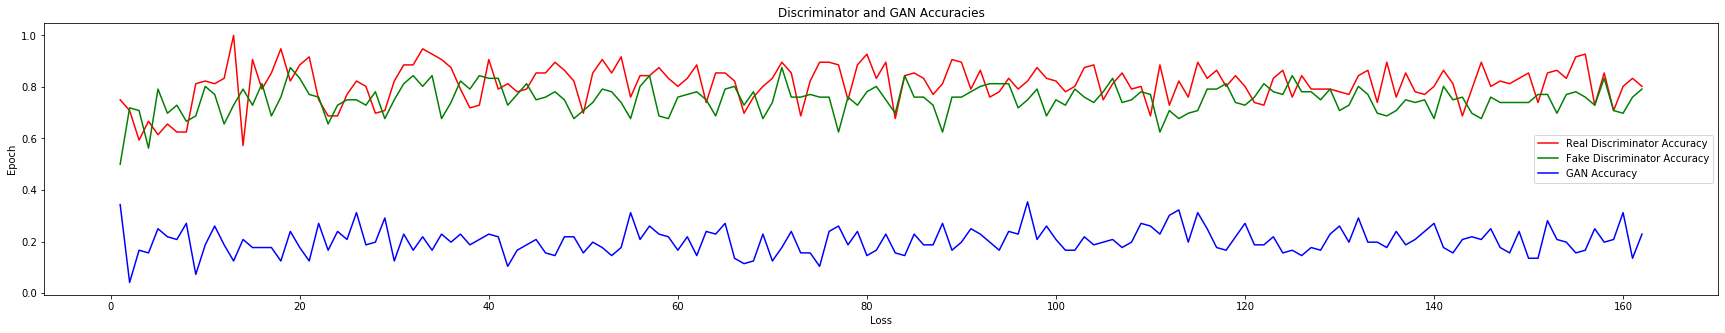 Discriminator and GAN Accuracies
1.0
0.8
0.6
0.4
0.2
0.0
Epoch
Real Discriminator Accuracy
Fake Discriminator Accuracy
GAN Accuracy
0 20 40 60 80 100 120 140 160
Loss